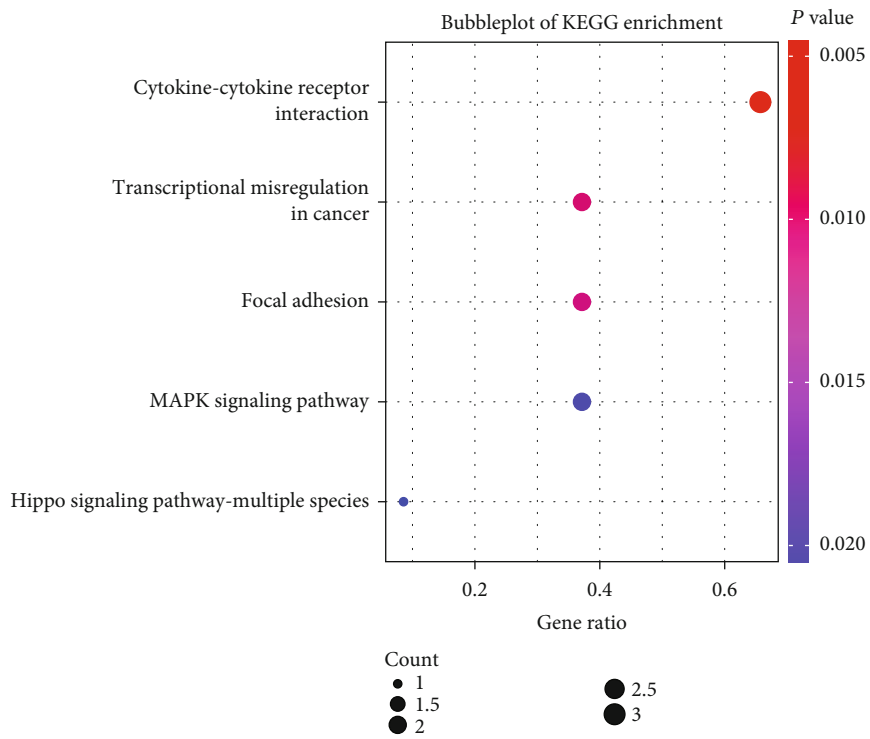 Bubbleplot of KEGG enrichment
P value
Cytokine-cytokine receptor
interaction
Transcriptional misregulation
in cancer
Focal adhesion
MAPK signaling pathway
Hippo signaling pathway-multiple species
0.005
0.010
0.015
0.020
0.2
0.4
0.6
Gene ratio
Count
1
1.5
2
2.5
3